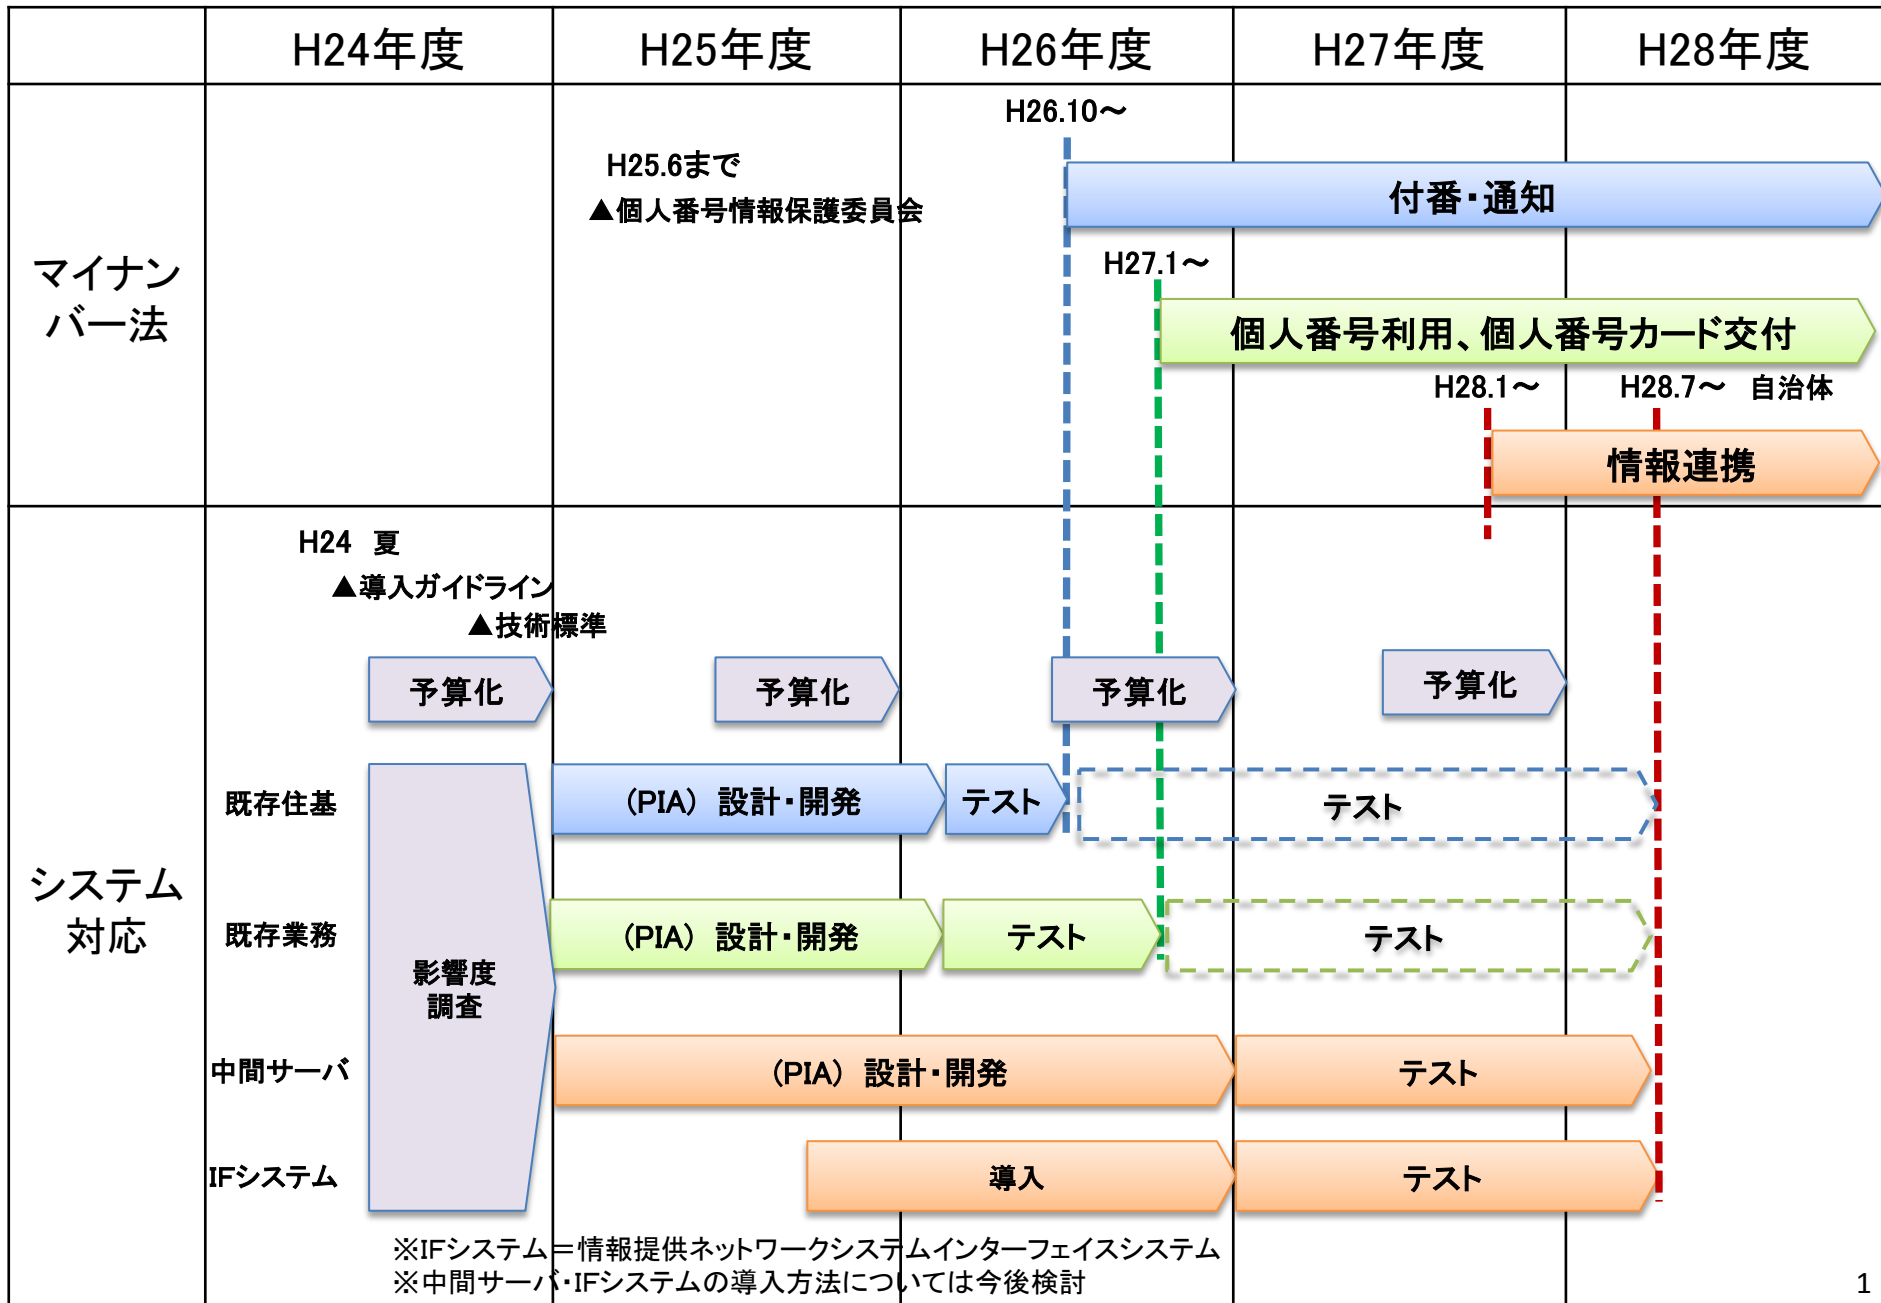 H24年度
H25年度
H26年度
H27年度
H28年度
マイナン
バー法
H26.10～
H25.6まで
▲個人番号情報保護委員会
付番・通知
H27.1～
個人番号利用、個人番号カード交付
H28.1～
H28.7～　自治体
情報連携
システム
対応
H24　夏
▲導入ガイドライン
▲技術標準
予算化
予算化
予算化
予算化
影響度
調査
既存住基
(PIA) 設計・開発
テスト
テスト
既存業務
(PIA) 設計・開発
テスト
テスト
中間サーバ
(PIA) 設計・開発
テスト
IFシステム
導入
テスト
※IFシステム＝情報提供ネットワークシステムインターフェイスシステム
※中間サーバ・IFシステムの導入方法については今後検討
1